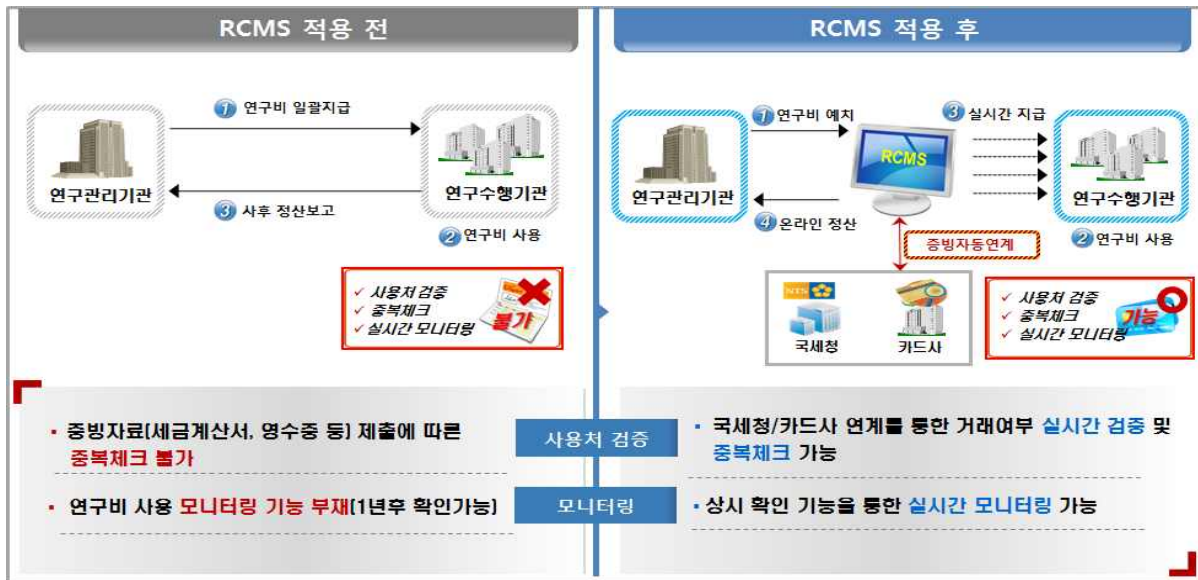 RCMS 적용 전
① 연구비 일괄지급
연구관리기관
연구수행기관
③ 사후 정산보고
② 연구비 사용
✓ 사용처 검증
✓ 중복체크
✓ 실시간 모니터링
불가
RCMS 적용 후
① 연구비 예치
③ 실시간 지급
RCMS
연구관리기관
연구수행기관
④ 온라인 정산
② 연구비 사용
증빙자동연계
NTS
국세청
카드사
✓ 사용처 검증
✓ 중복체크
✓ 실시간 모니터링
가능
▪ 증빙자료(세금계산서, 영수증 등) 제출에 따른
중복체크 불가
사용처 검증
▪ 국세청/카드사 연계를 통한 거래여부 실시간 검증 및
중복체크 가능
▪ 연구비 사용 모니터링 기능 부재(1년후 확인가능)
모니터링
▪ 상시 확인 기능을 통한 실시간 모니터링 가능